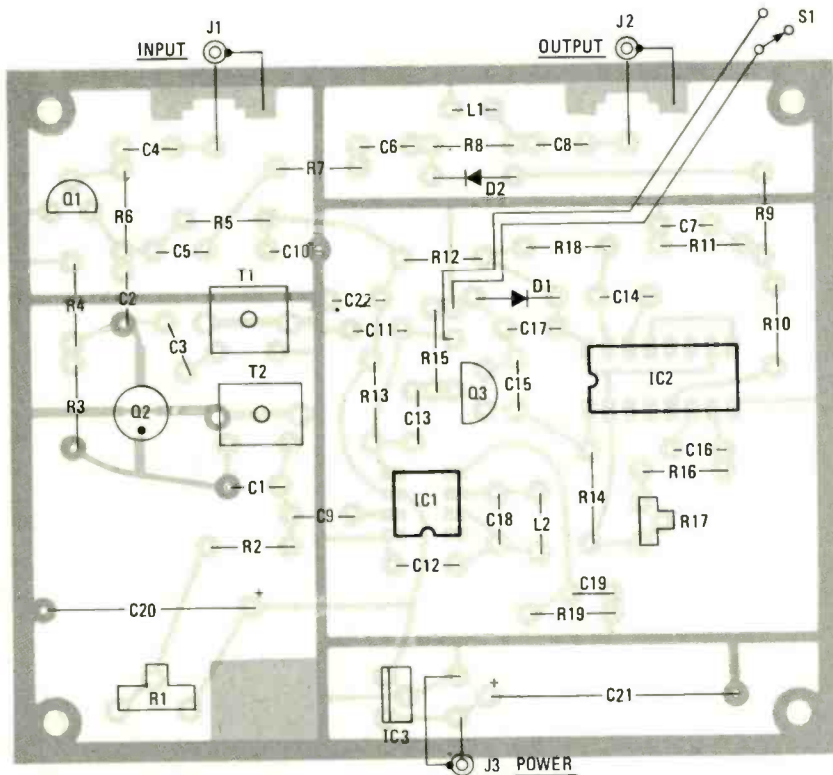 J1
J2
S1
INPUT
OUTPUT
L1
C4
C6
R8
C8
R7
D2
Q1
R6
R5
R9
C7
C5
C10
R12
R18
R11
T1
R4
C2
C22
D1
C14
C11
C17
R10
C3
R15
T2
IC2
R3
Q2
R13
C13
Q3
C15
C16
R16
C1
IC1
R14
C9
C18
L2
R17
R2
C12
C19
C20
+
R19
R1
+
C21
IC3
J3 POWER